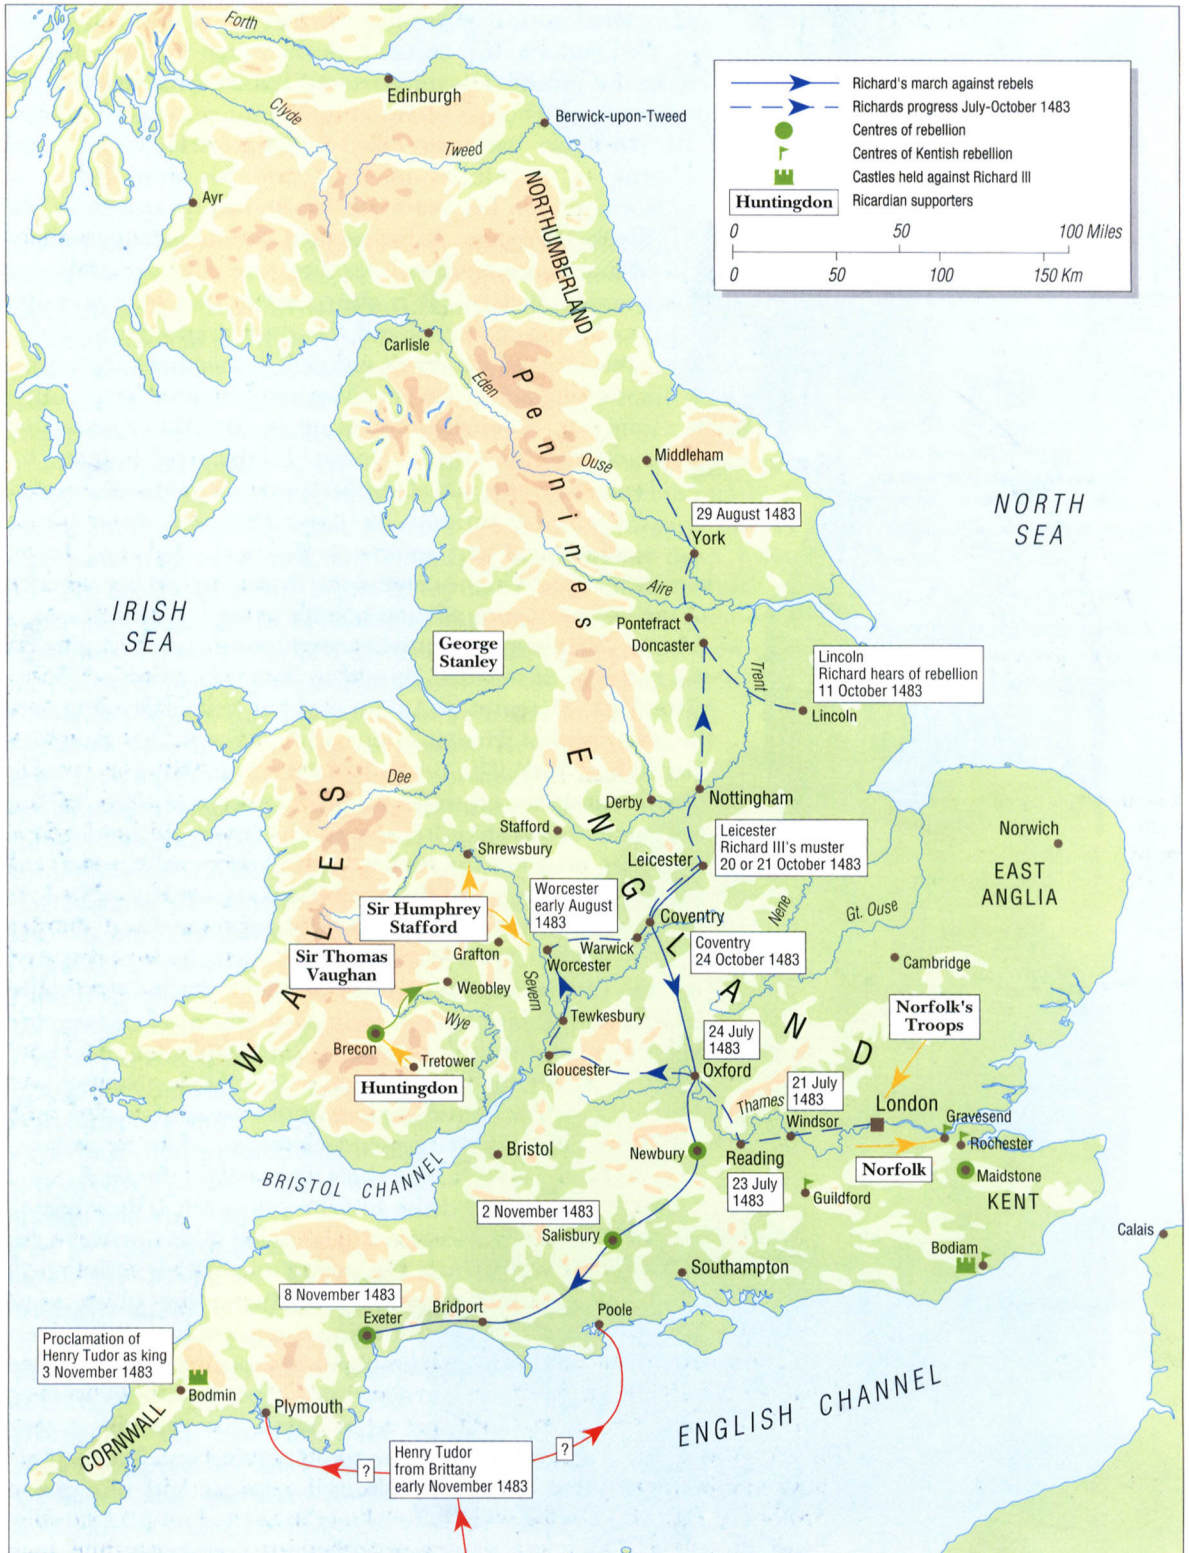 Forth
Edinburgh
Clyde
Berwick-upon-Tweed
Tweed
Ayr
NORTHUMBERLAND
Richard's march against rebels
Richards progress July-October 1483
Centres of rebellion
Centres of Kentish rebellion
Castles held against Richard III
Huntingdon
Ricardian supporters
0
50
100 Miles
0
50
100
150 Km
Carlisle
Eden
Pennines
Ouse
Middleham
29 August 1483
York
NORTH
SEA
Aire
IRISH
SEA
Pontefract
Doncaster
George
Stanley
Trent
Lincoln
Richard hears of rebellion
11 October 1483
Lincoln
Dee
Derby
Nottingham
Stafford
Shrewsbury
Leicester
Leicester
Richard III's muster
20 or 21 October 1483
Norwich
EAST
ANGLIA
WALES
ENGLAND
Worcester
early August
1483
Sir Humphrey
Stafford
Coventry
Nene
Gt. Ouse
Grafton
Warwick
Worcester
Coventry
24 October 1483
Cambridge
Sir Thomas
Vaughan
Weobley
Severn
Wye
Tewkesbury
Norfolk's
Troops
Brecon
Tretower
Huntingdon
Gloucester
24 July
1483
Oxford
21 July
1483
Thames
Windsor
London
Gravesend
Rochester
Bristol
Newbury
Reading
Norfolk
Maidstone
KENT
BRISTOL CHANNEL
23 July
1483
Guildford
2 November 1483
Salisbury
Bodiam
Calais
Southampton
8 November 1483
Exeter
Bridport
Poole
Proclamation of
Henry Tudor as king
3 November 1483
Bodmin
Plymouth
CORNWALL
ENGLISH CHANNEL
?
Henry Tudor
from Brittany
early November 1483
?